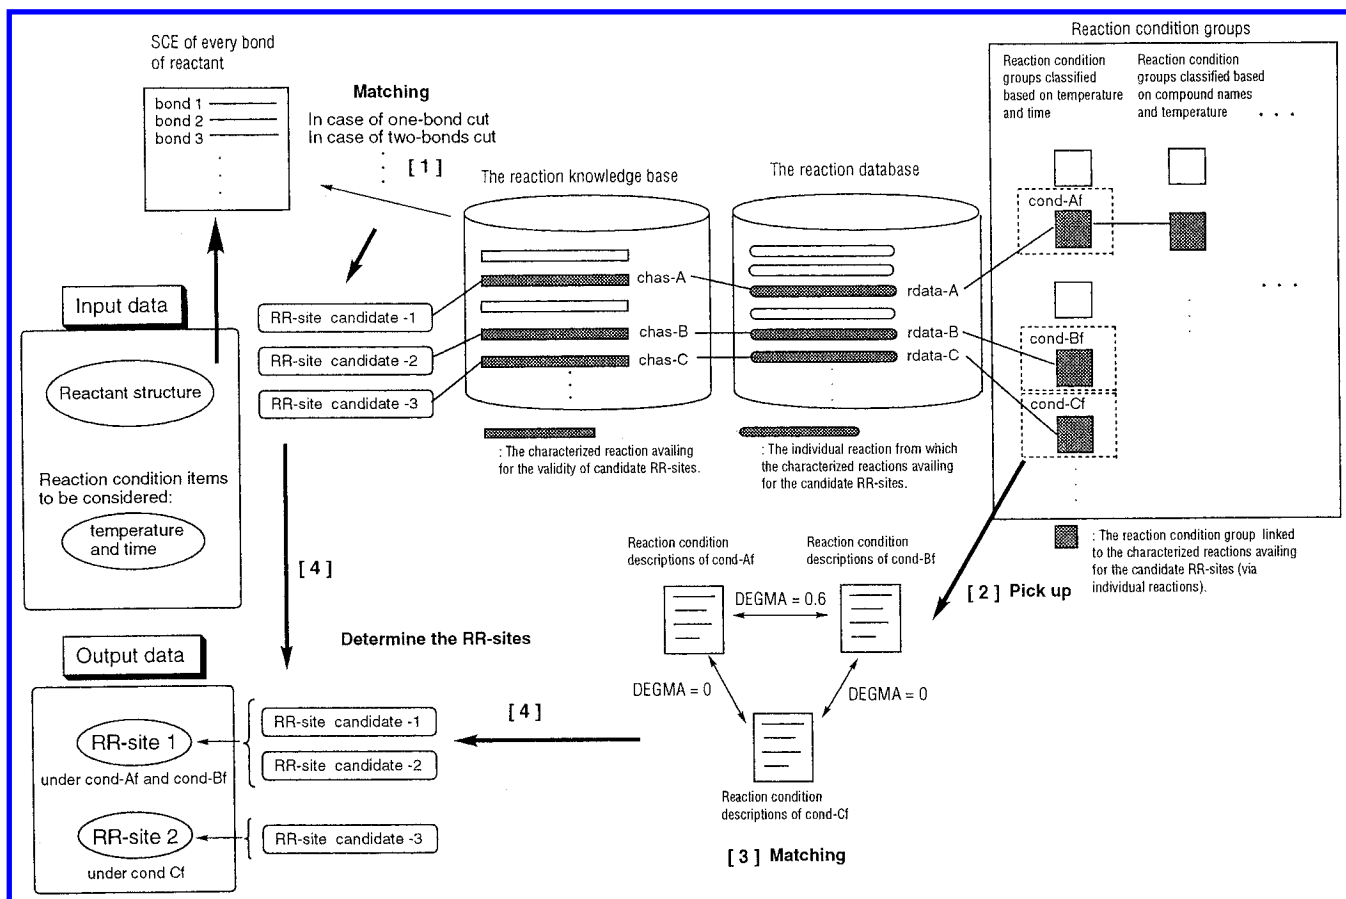 Reaction condition groups
SCE of every bond
of reactant
bond 1
bond 2
bond 3
Matching
In case of one-bond cut
In case of two-bonds cut
[ 1 ]
The reaction knowledge base
The reaction database
Reaction condition
groups classified
based on temperature
and time
Reaction condition
groups classified based
on compound names
and temperature
. . .
cond-Af
chas-A
rdata-A
. . .
chas-B
rdata-B
cond-Bf
chas-C
rdata-C
cond-Cf
Input data
Reactant structure
Reaction condition items
to be considered:
temperature
and time
RR-site candidate -1
RR-site candidate -2
RR-site candidate -3
: The characterized reaction availing
for the validity of candidate RR-sites.
: The individual reaction from which
the characterized reactions availing
for the candidate RR-sites.
: The reaction condition group linked
to the characterized reactions availing
for the candidate RR-sites (via
individual reactions).
[ 2 ] Pick up
[ 4 ]
Reaction condition
descriptions of cond-Af
Reaction condition
descriptions of cond-Bf
DEGMA = 0.6
DEGMA = 0
DEGMA = 0
Reaction condition
descriptions of cond-Cf
[ 3 ] Matching
Determine the RR-sites
[ 4 ]
Output data
RR-site 1
under cond-Af and cond-Bf
RR-site candidate -1
RR-site candidate -2
RR-site 2
under cond Cf
RR-site candidate -3